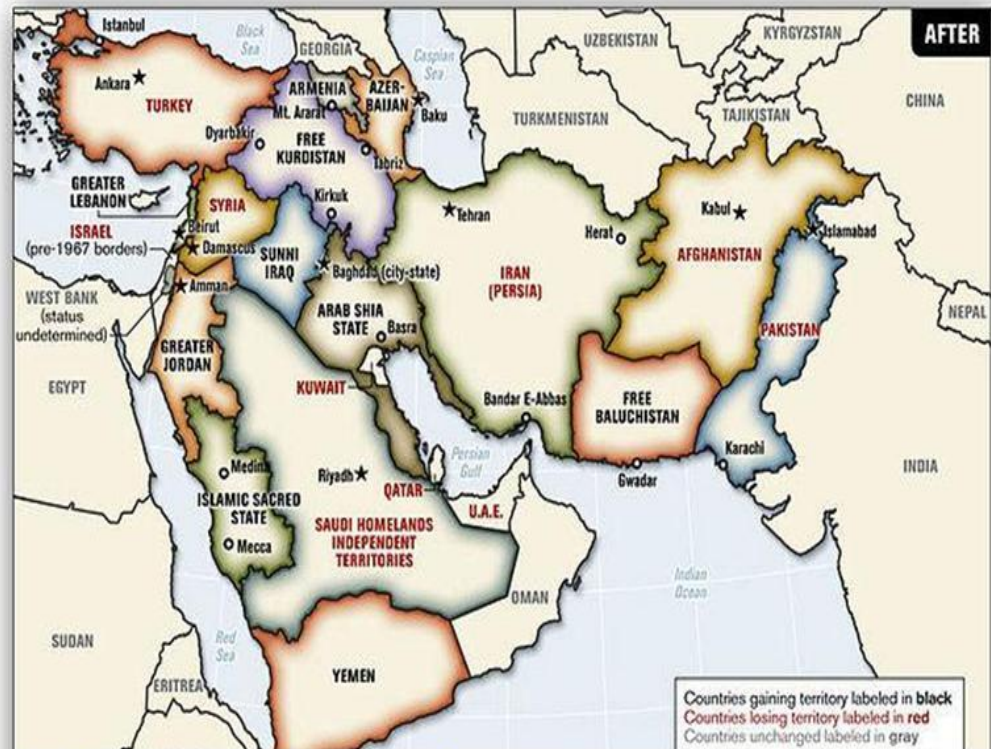 AFTER
Istanbul
Black
Sea
GEORGIA
Caspian
Sea
UZBEKISTAN
KYRGYZSTAN
Ankara
TURKEY
ARMENIA
AZER-
BAIJAN
Baku
Mt. Ararat
TURKMENISTAN
TAJIKISTAN
CHINA
Dyarbakir
FREE
KURDISTAN
Tabriz
GREATER
LEBANON
SYRIA
Kirkuk
Tehran
Herat
Kabul
Islamabad
ISRAEL
(pre-1967 borders)
Beirut
Damascus
SUNNI
IRAQ
Baghdad (city-state)
IRAN
(PERSIA)
AFGHANISTAN
WEST BANK
(status
undetermined)
Amman
ARAB SHIA
STATE
Basra
PAKISTAN
NEPAL
GREATER
JORDAN
EGYPT
KUWAIT
Bandar E-Abbas
FREE
BALUCHISTAN
Medina
ISLAMIC SACRED
STATE
Mecca
Riyadh
QATAR
Persian
Gulf
U.A.E.
Gwadar
Karachi
INDIA
SAUDI HOMELANDS
INDEPENDENT
TERRITORIES
OMAN
Indian
Ocean
SUDAN
Red
Sea
ERITREA
YEMEN
Countries gaining territory labeled in black
Countries losing territory labeled in red
Countries unchanged labeled in gray